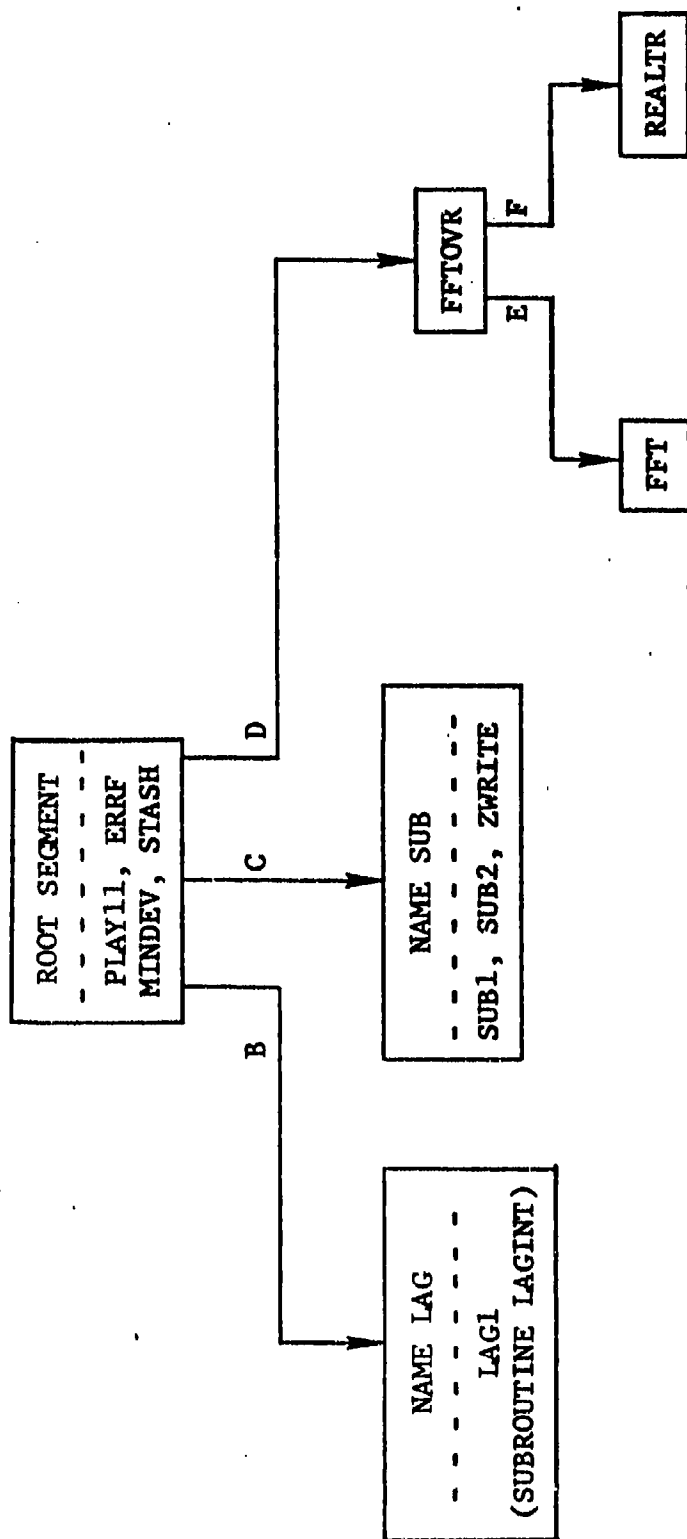 ROOT SEGMENT
PLAY11, ERRF
MINDEV, STASH
B
C
D
NAME LAG
LAG1
(SUBROUTINE LAGINT)
NAME SUB
SUB1, SUB2, ZWRITE
FFTOVR
E
F
FFT
REALTR